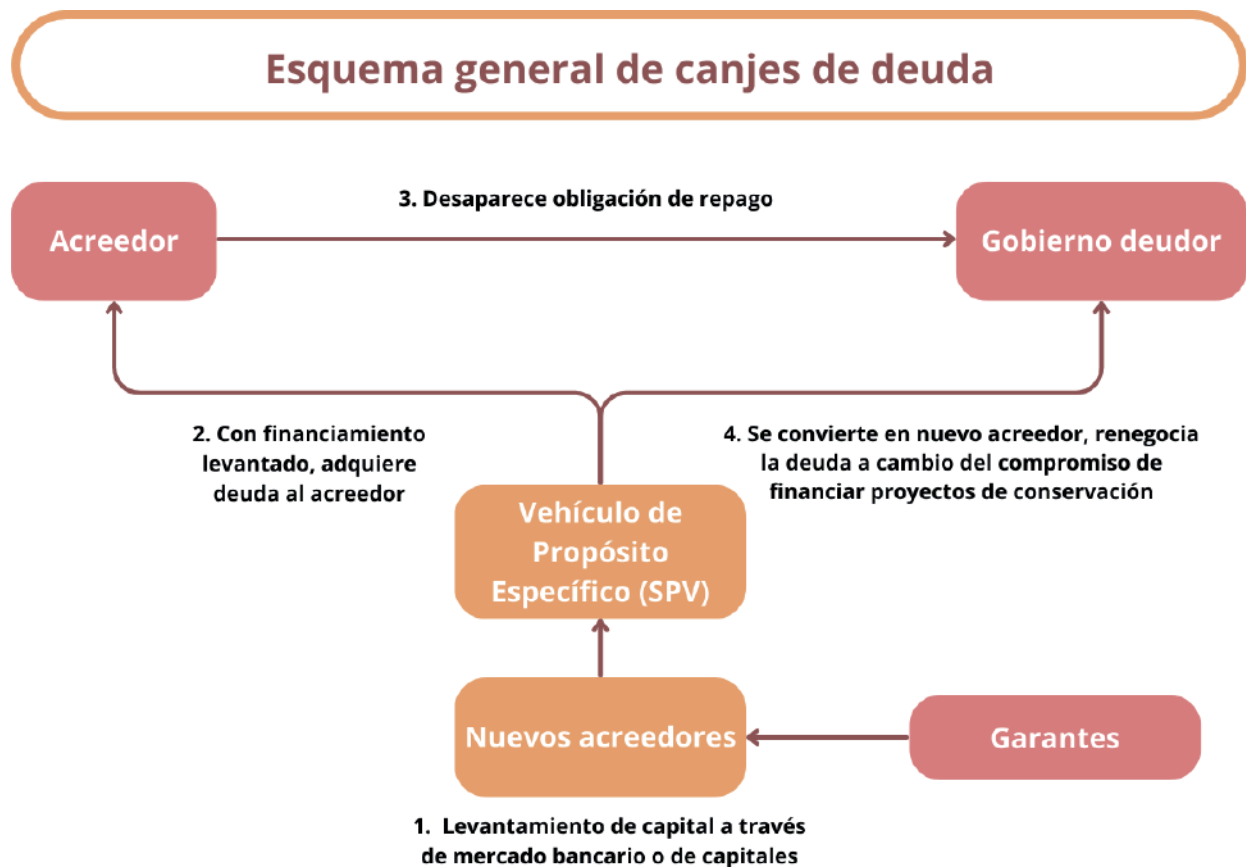 Esquema general de canjes de deuda
3. Desaparece obligación de repago
Acreedor
Gobierno deudor
2. Con financiamiento
levantado, adquiere
deuda al acreedor
4. Se convierte en nuevo acreedor, renegocia
la deuda a cambio del compromiso de
financiar proyectos de conservación
Vehículo de
Propósito
Específico (SPV)
Nuevos acreedores
Garantes
1. Levantamiento de capital a través
de mercado bancario o de capitales